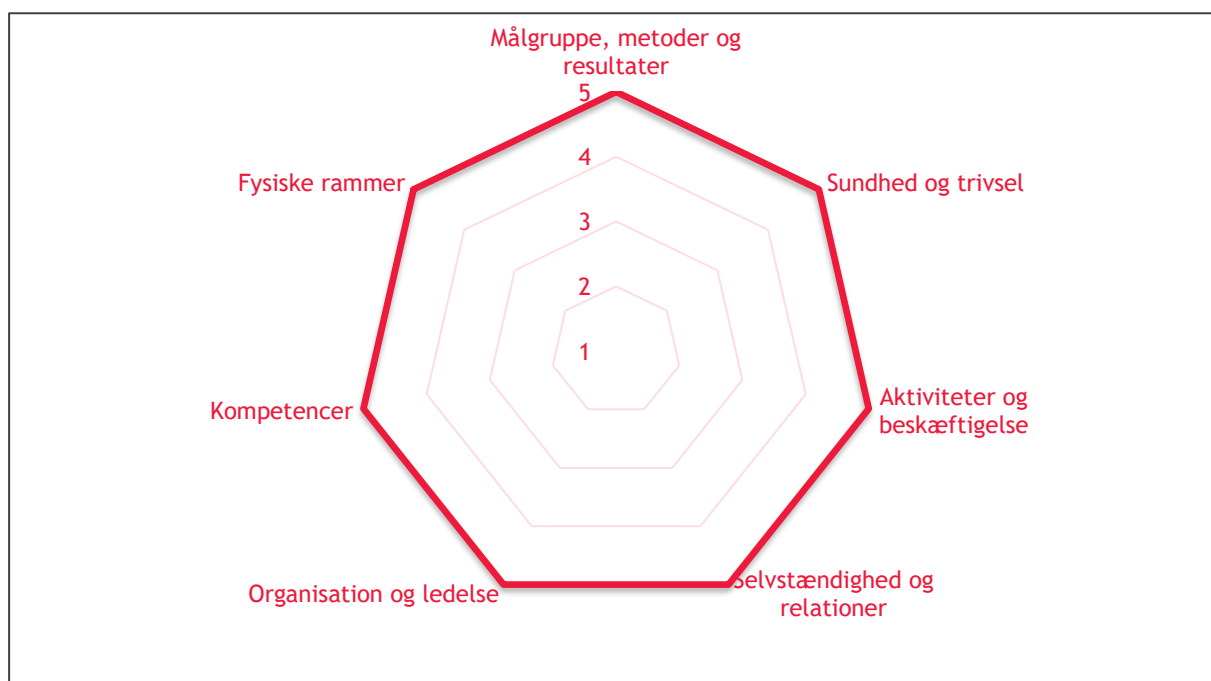 Målgruppe, metoder og
resultater
5
4
Fysiske rammer
Sundhed og trivsel
3
2
1
Kompetencer
Aktiviteter og
beskæftigelse
Organisation og ledelse
Selvstændighed og
relationer